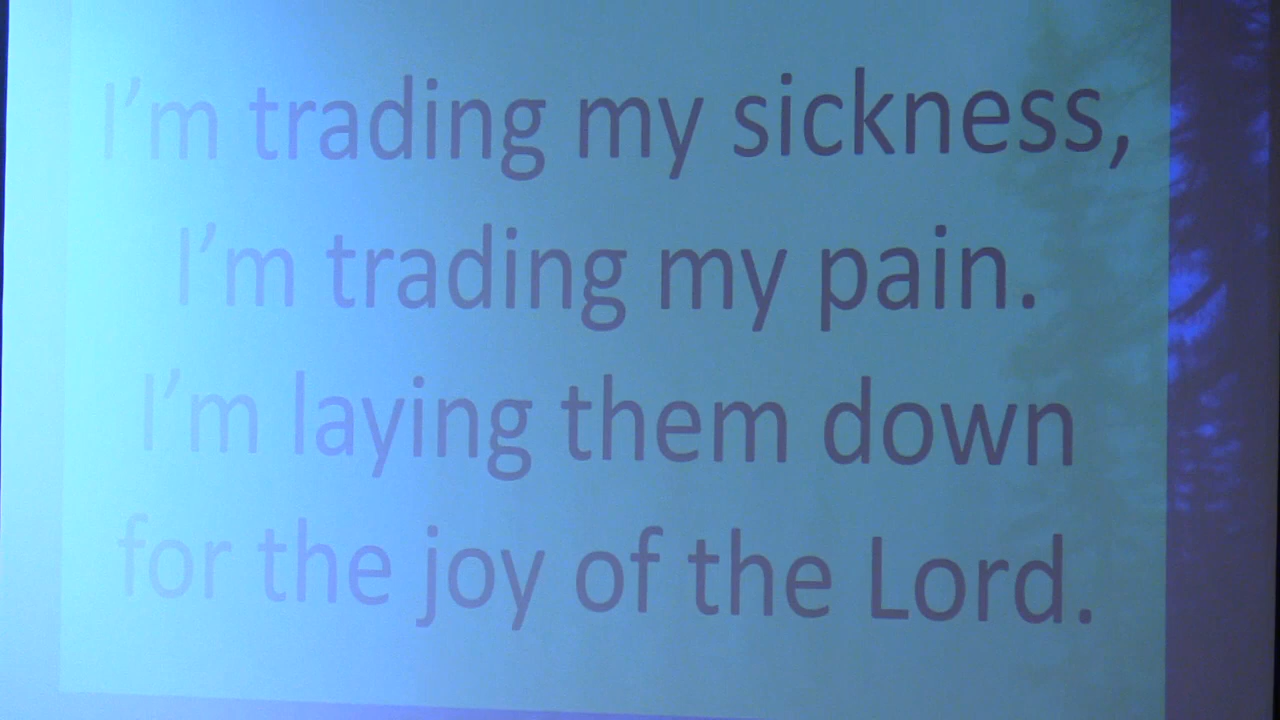 I’m trading my sickness,
I’m trading my pain.
I’m laying them down
for the joy of the Lord.